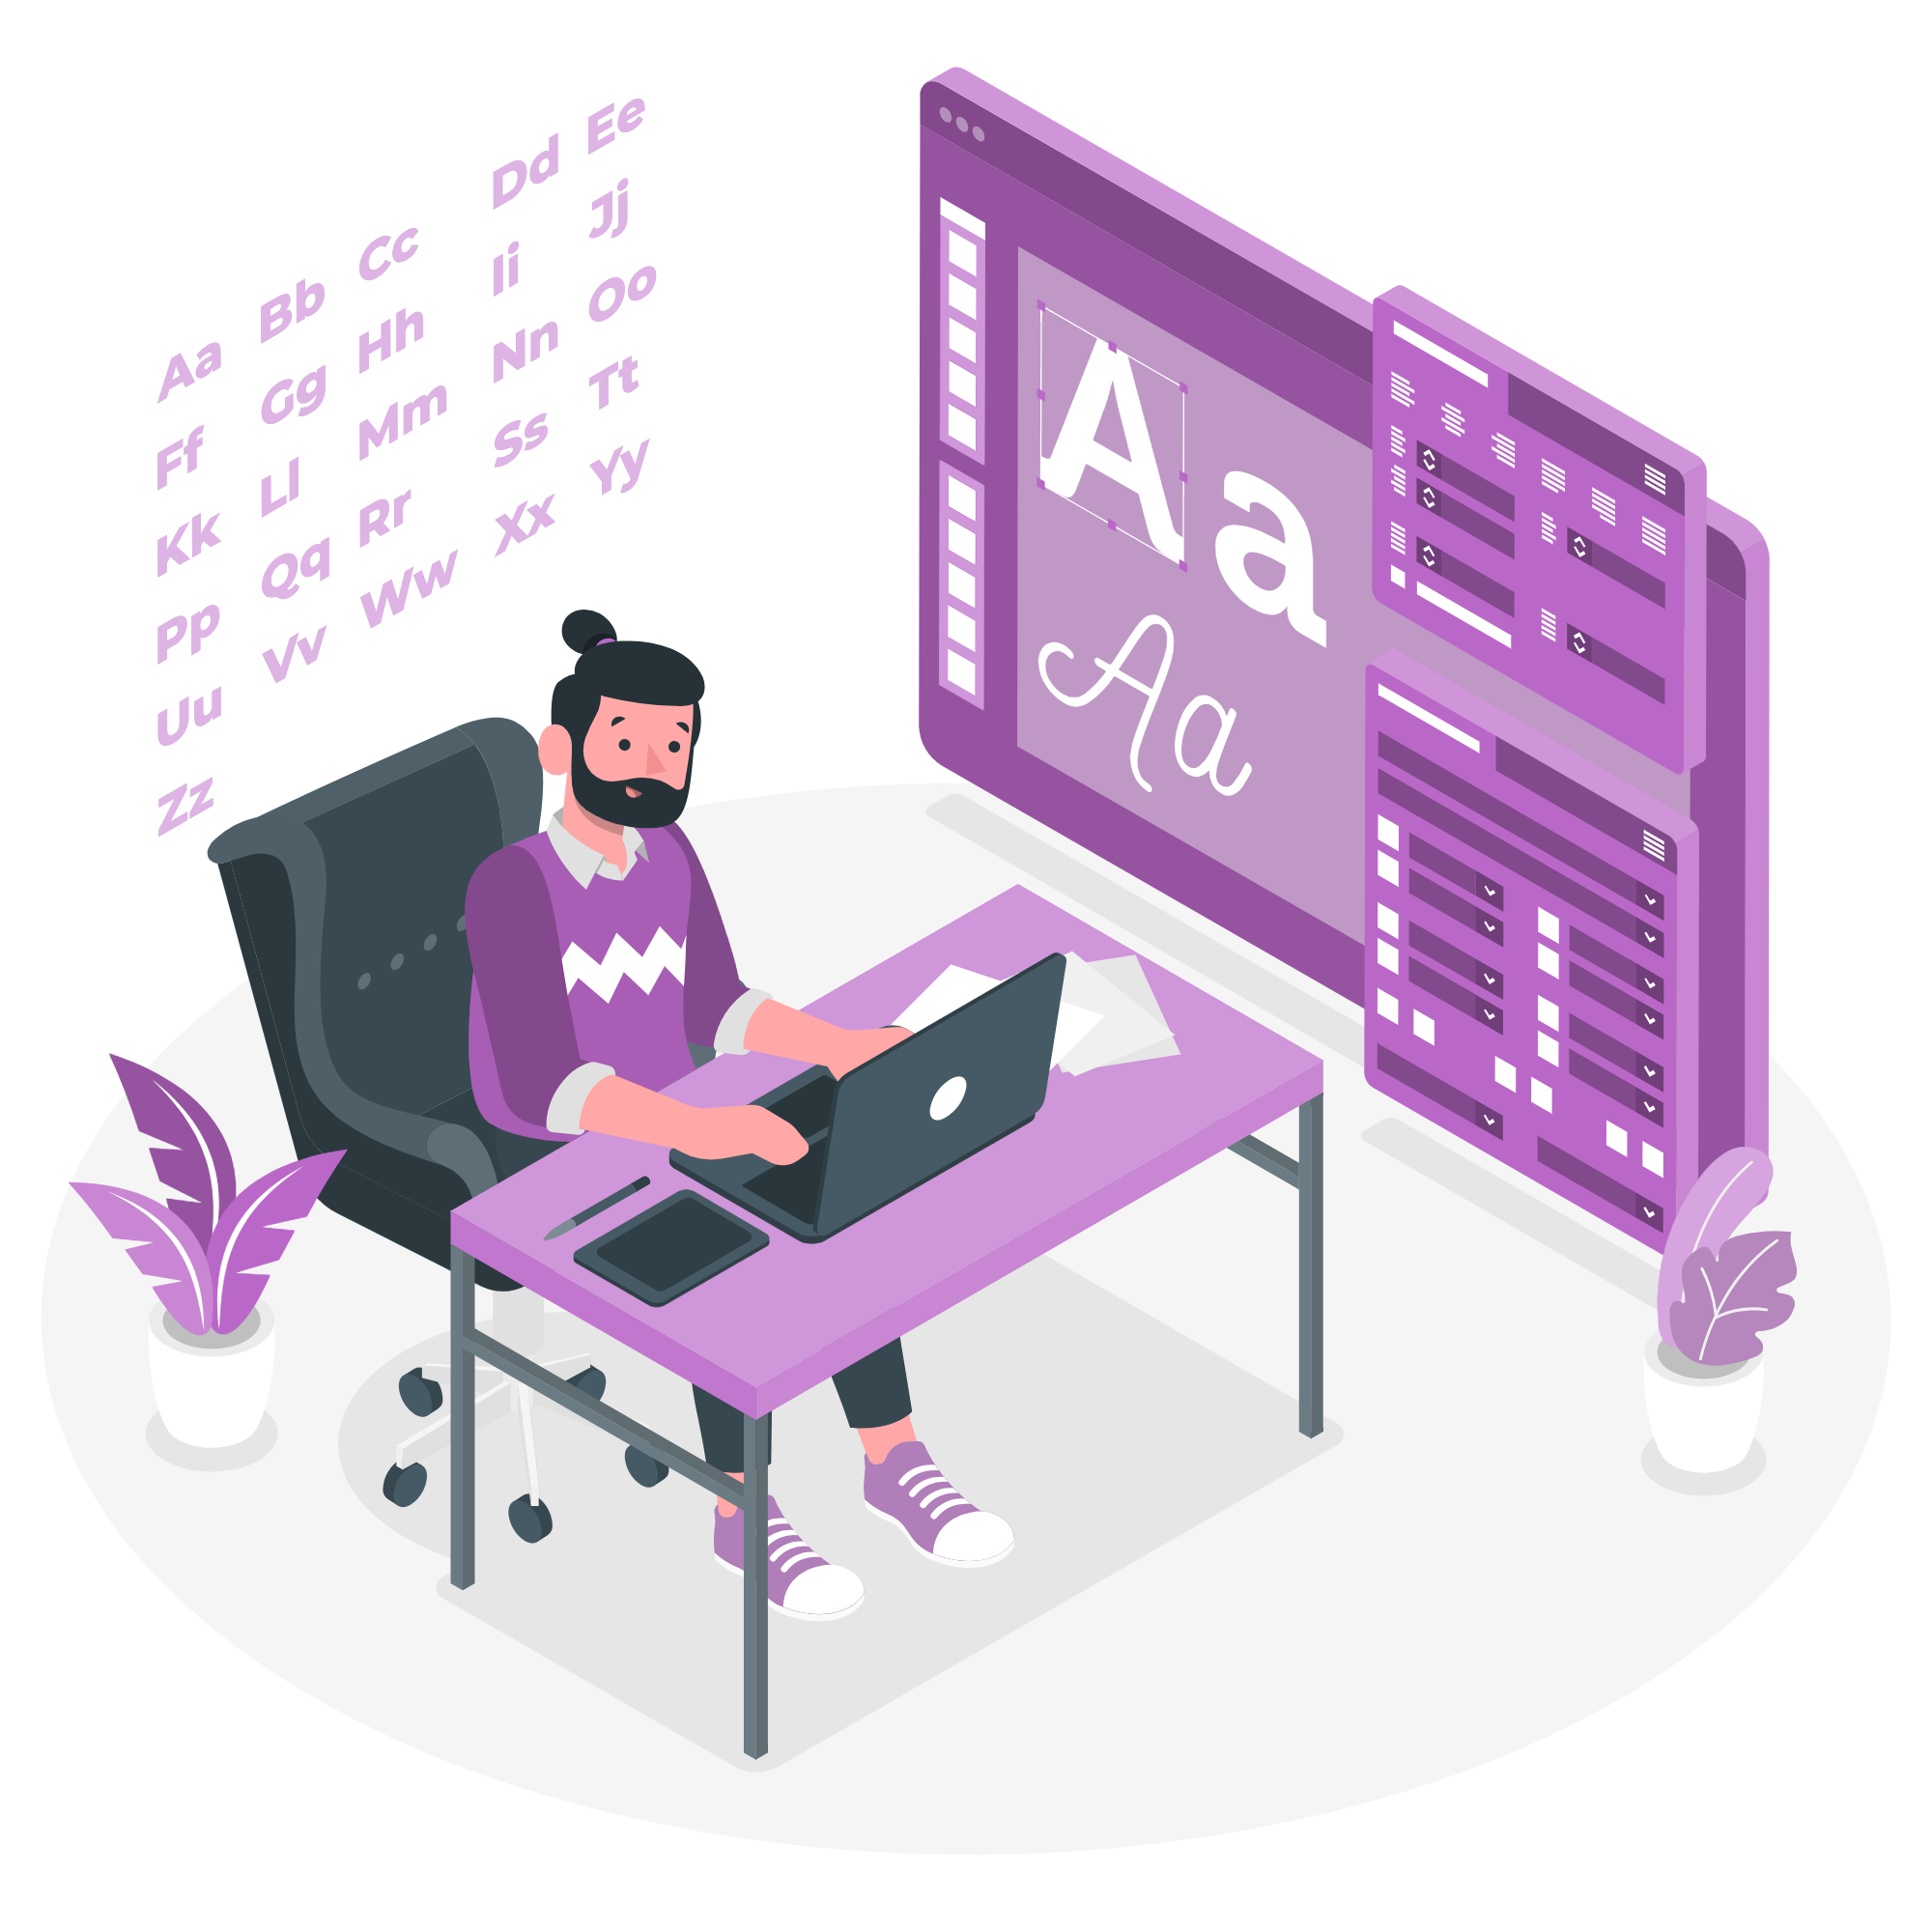 Aa Bb Cc Dd Ee
Ff Gg Hh Ii Jj
Kk Ll Mm Nn Oo
Pp Qq Rr Ss Tt
Uu Vv Ww Xx Yy
Zz
Aa
Aa